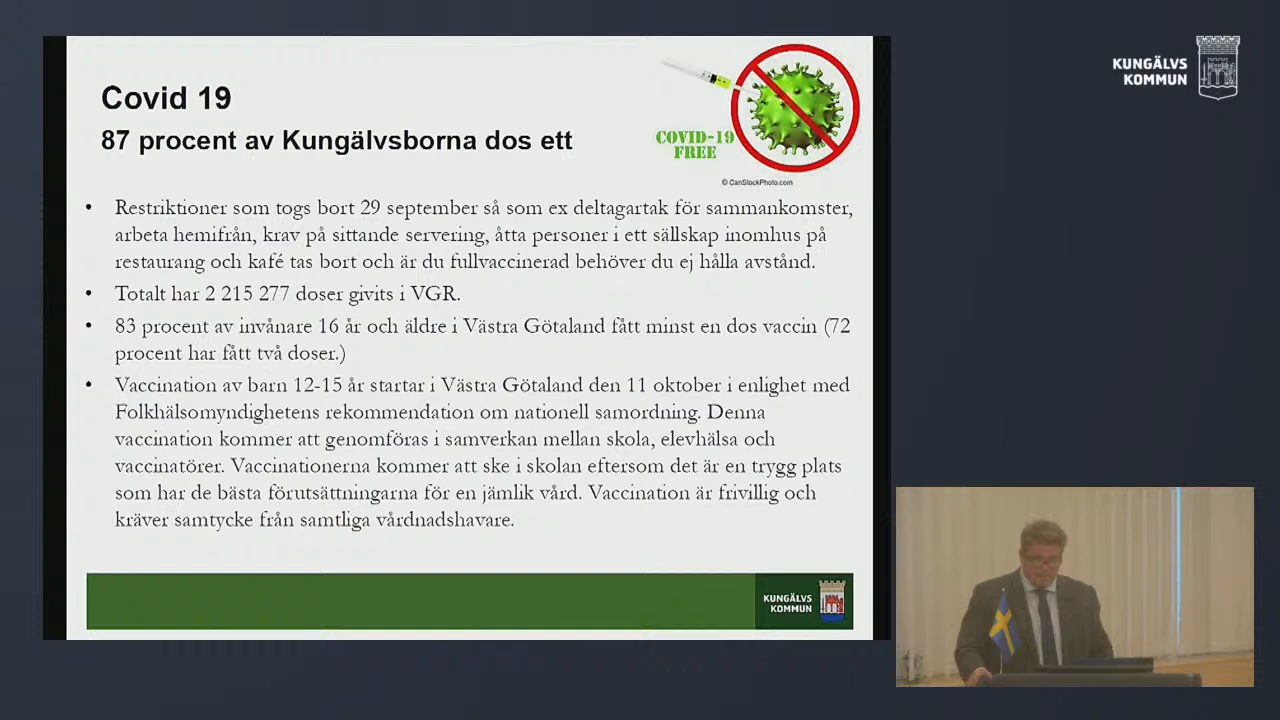 KUNGÄLVS
KOMMUN
Covid 19
87 procent av Kungälvsborna dos ett
COVID-19
FREE
© CanStockPhoto.com
• Restriktioner som togs bort 29 september så som ex deltagartak för sammankomster,
arbeta hemifrån, krav på sittande servering, åtta personer i ett sällskap inomhus på
restaurang och kafé tas bort och är du fullvaccinerad behöver du ej hålla avstånd.
• Totalt har 2 215 277 doser givits i VGR.
• 83 procent av invånare 16 år och äldre i Västra Götaland fått minst en dos vaccin (72
procent har fått två doser.)
• Vaccination av barn 12-15 år startar i Västra Götaland den 11 oktober i enlighet med
Folkhälsomyndighetens rekommendation om nationell samordning. Denna
vaccination kommer att genomföras i samverkan mellan skola, elevhälsa och
vaccinatörer. Vaccinationerna kommer att ske i skolan eftersom det är en trygg plats
som har de bästa förutsättningarna för en jämlik vård. Vaccination är frivillig och
kräver samtycke från samtliga vårdnadshavare.
KUNGÄLVS
KOMMUN